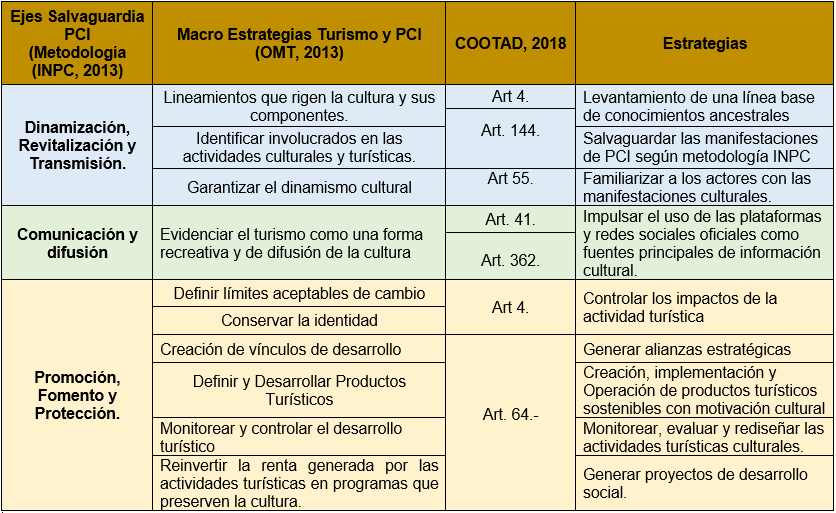 Ejes Salvaguardia
PCI
(Metodología
(INPC, 2013)
Macro Estrategias Turismo y PCI
(OMT, 2013)
COOTAD, 2018
Estrategias
Dinamización,
Revitalización y
Transmisión.
Lineamientos que rigen la cultura y sus
componentes.
Art 4.
Levantamiento de una línea base
de conocimientos ancestrales
Identificar involucrados en las
actividades culturales y turísticas.
Art. 144.
Salvaguardar las manifestaciones
de PCI según metodología INPC
Garantizar el dinamismo cultural
Art 55.
Familiarizar a los actores con las
manifestaciones culturales.
Comunicación y
difusión
Evidenciar el turismo como una forma
recreativa y de difusión de la cultura
Art. 41.
Art. 362.
Impulsar el uso de las plataformas
y redes sociales oficiales como
fuentes principales de información
cultural.
Promoción,
Fomento y
Protección.
Definir límites aceptables de cambio
Conservar la identidad
Art 4.
Controlar los impactos de la
actividad turística
Creación de vínculos de desarrollo
Art. 64.-
Generar alianzas estratégicas
Definir y Desarrollar Productos
Turísticos
Creación, implementación y
Operación de productos turísticos
sostenibles con motivación cultural
Monitorear y controlar el desarrollo
turístico
Monitorear, evaluar y rediseñar las
actividades turísticas culturales.
Reinvertir la renta generada por las
actividades turísticas en programas que
preserven la cultura.
Generar proyectos de desarrollo
social.